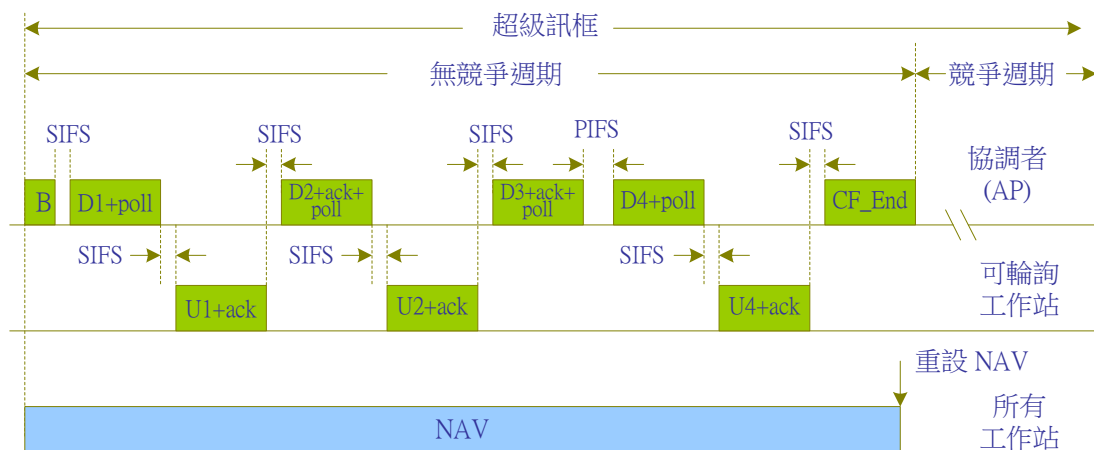 超級訊框
無競爭週期
競爭週期
SIFS
SIFS
SIFS
PIFS
SIFS
協調者
(AP)
B
D1+poll
D2+ack+
poll
D3+ack+
poll
D4+poll
CF_End
SIFS
SIFS
SIFS
可輪詢
工作站
U1+ack
U2+ack
U4+ack
重設 NAV
所有
工作站
NAV